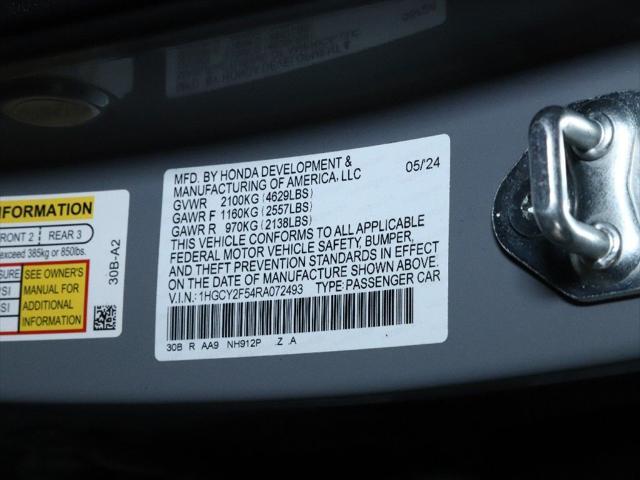 MFD. BY HONDA DEVELOPMENT &
MANUFACTURING OF AMERICA, LLC
05/'24
GVWR 2100KG (4629LBS)
GAWR F 1160KG (2557LBS)
GAWR R 970KG (2138LBS)
THIS VEHICLE CONFORMS TO ALL APPLICABLE
FEDERAL MOTOR VEHICLE SAFETY, BUMPER,
AND THEFT PREVENTION STANDARDS IN EFFECT
ON THE DATE OF MANUFACTURE SHOWN ABOVE.
V.I.N.:1HGCY2F54RA072493 TYPE:PASSENGER CAR
30B R AA9 NH912P .Z .A
INFORMATION
FRONT 2 REAR 3
exceed 385kg or 850lbs.
SEE OWNER'S
MANUAL FOR
ADDITIONAL
INFORMATION
30B-A2